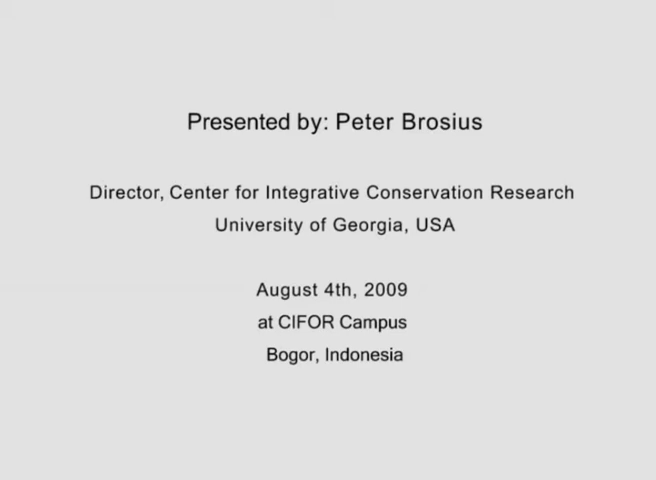 Presented by: Peter Brosius
Director, Center for Integrative Conservation Research
University of Georgia, USA
August 4th, 2009
at CIFOR Campus
Bogor, Indonesia